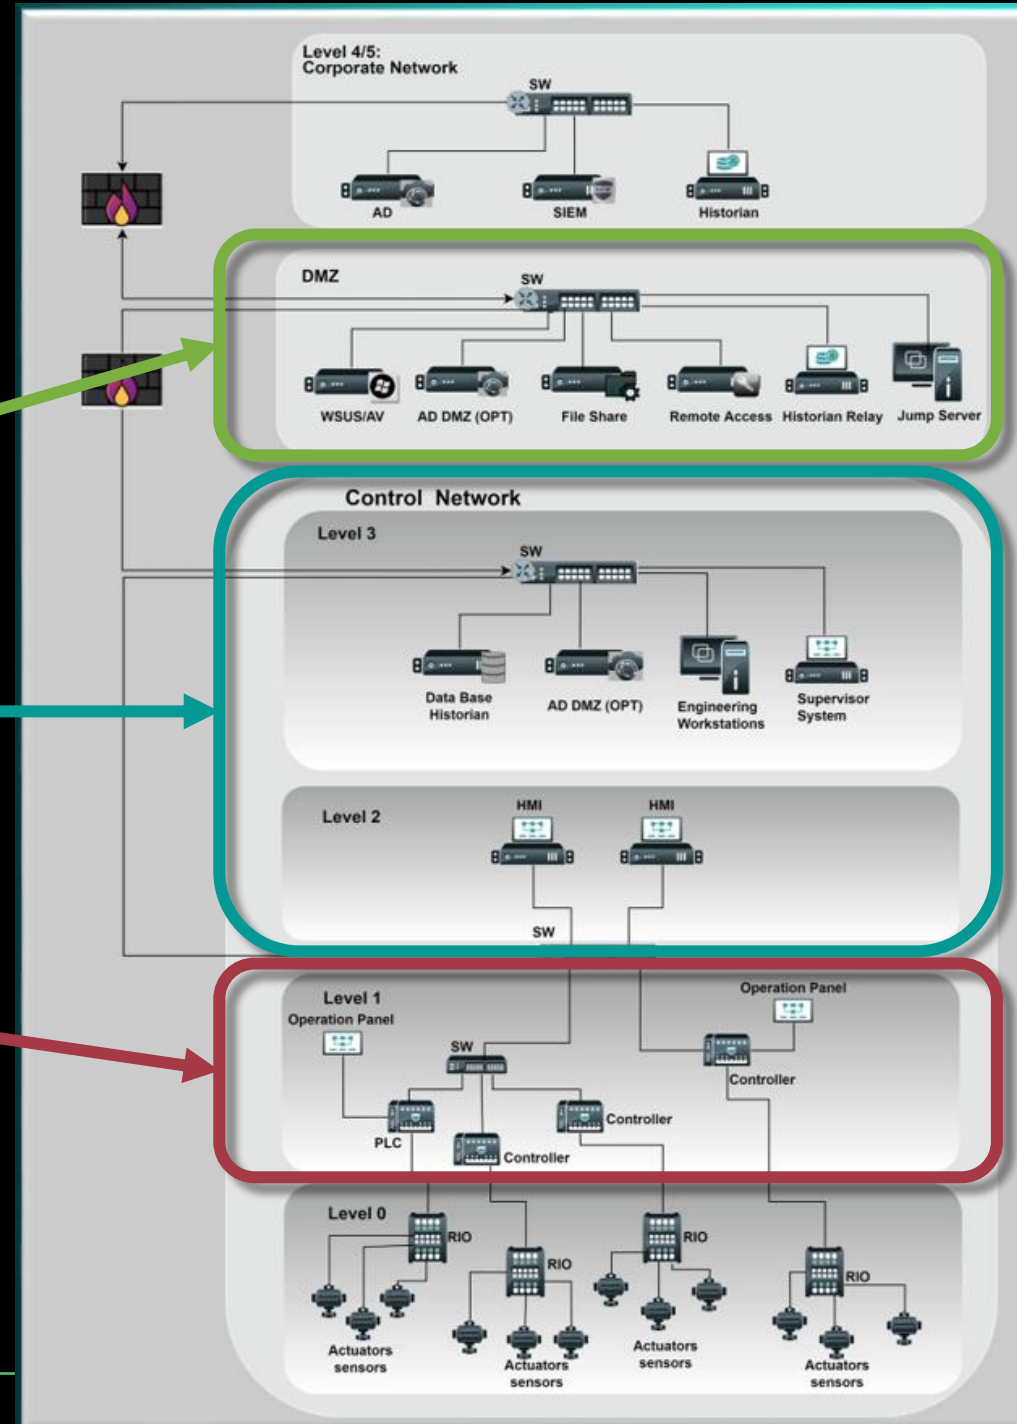 Level 4/5:
Corporate Network
SW
AD
SIEM
Historian
DMZ
SW
WSUS/AV
AD DMZ (OPT)
File Share
Remote Access
Historian Relay
Jump Server
Control Network
Level 3
SW
Data Base
Historian
AD DMZ (OPT)
Engineering
Workstations
Supervisor
System
Level 2
HMI
HMI
SW
Level 1
Operation Panel
Operation Panel
SW
Controller
PLC
Controller
Controller
Level 0
RIO
RIO
RIO
RIO
Actuators
sensors
Actuators
sensors
Actuators
sensors
Actuators
sensors